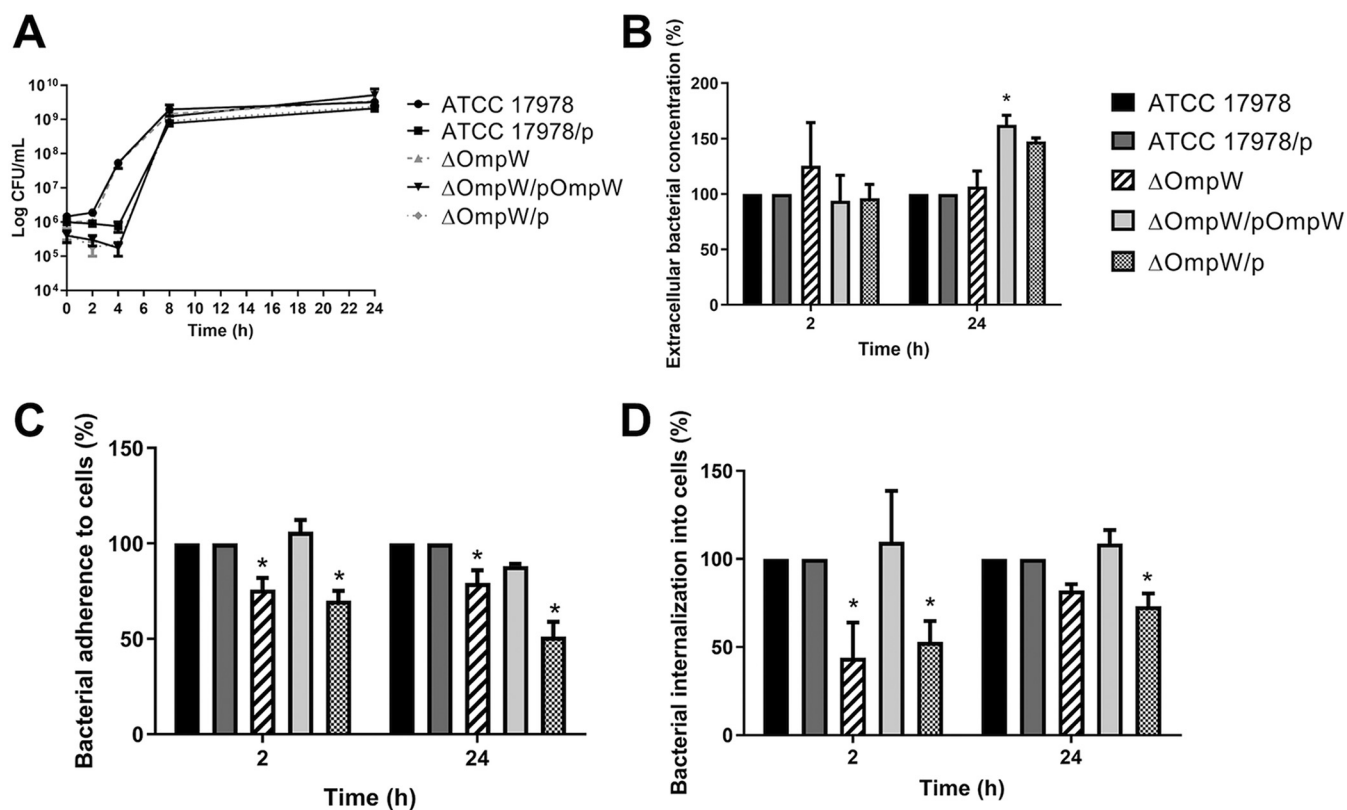 A
Log CFU/mL
10¹⁰
10⁹
10⁸
10⁷
10⁶
10⁵
10⁴
0 2 4 6 8 10 12 14 16 18 20 22 24
Time (h)
ATCC 17978
ATCC 17978/p
ΔOmpW
ΔOmpW/pOmpW
ΔOmpW/p
B
Extracellular bacterial concentration (%)
200
150
100
50
0
*
2 24
Time (h)
ATCC 17978
ATCC 17978/p
ΔOmpW
ΔOmpW/pOmpW
ΔOmpW/p
C
Bacterial adherence to cells (%)
150
100
50
0
* * * *
2 24
Time (h)
D
Bacterial internalization into cells (%)
150
100
50
0
* * *
2 24
Time (h)